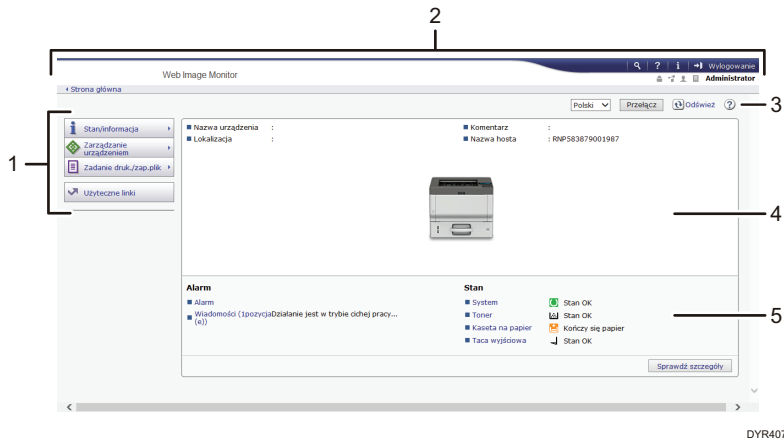 2
? i Wylogowanie
Web Image Monitor
Administrator
Strona główna
Polski Przełącz Odśwież ? 3
1
Stan/informacja
Zarządzanie urządzeniem
Zadanie druk./zap.plik
Użyteczne linki
Nazwa urządzenia :
Lokalizacja :
Komentarz :
Nazwa hosta : RNP583879001987
4
Alarm
Alarm
Wiadomości (1pozycjaDziałanie jest w trybie cichej pracy...
(e))
Stan
System Stan OK
Toner Stan OK
Kaseta na papier Kończy się papier
Taca wyjściowa Stan OK
5
Sprawdź szczegóły
DYR407